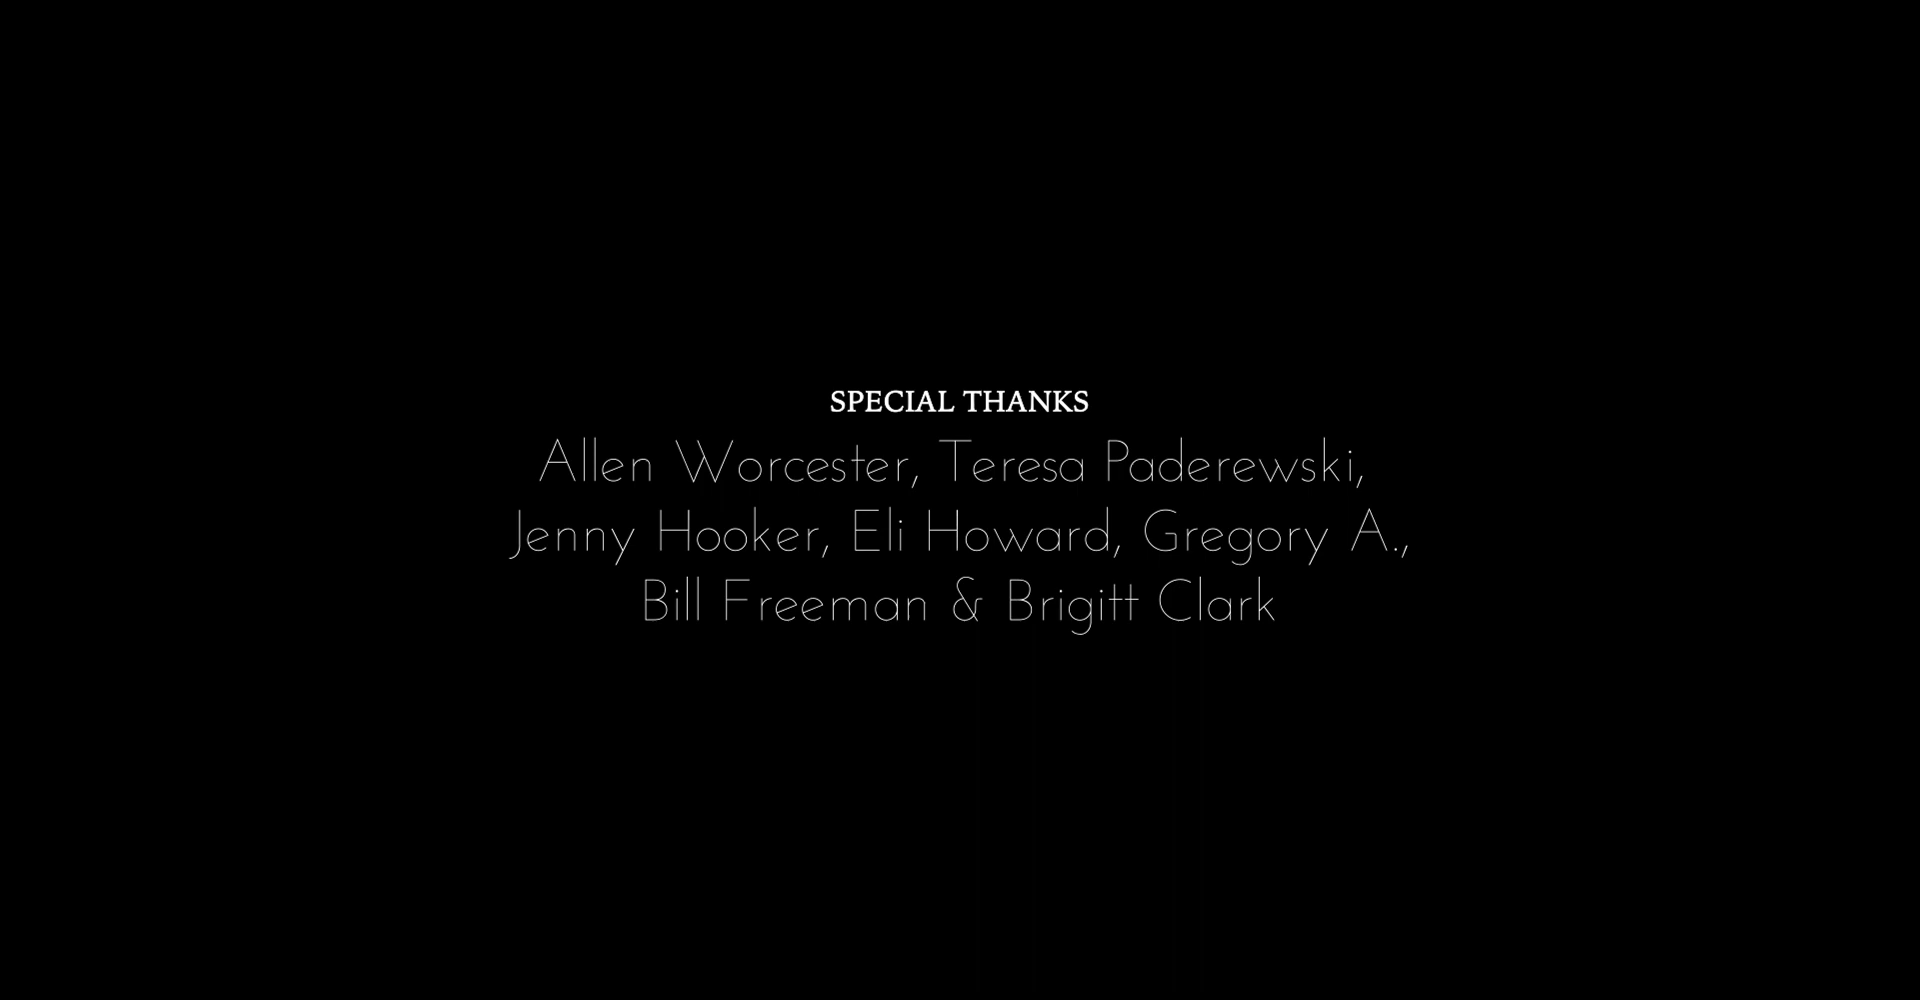 SPECIAL THANKS
Allen Worcester, Teresa Paderewski,
Jenny Hooker, Eli Howard, Gregory A.,
Bill Freeman & Brigitt Clark